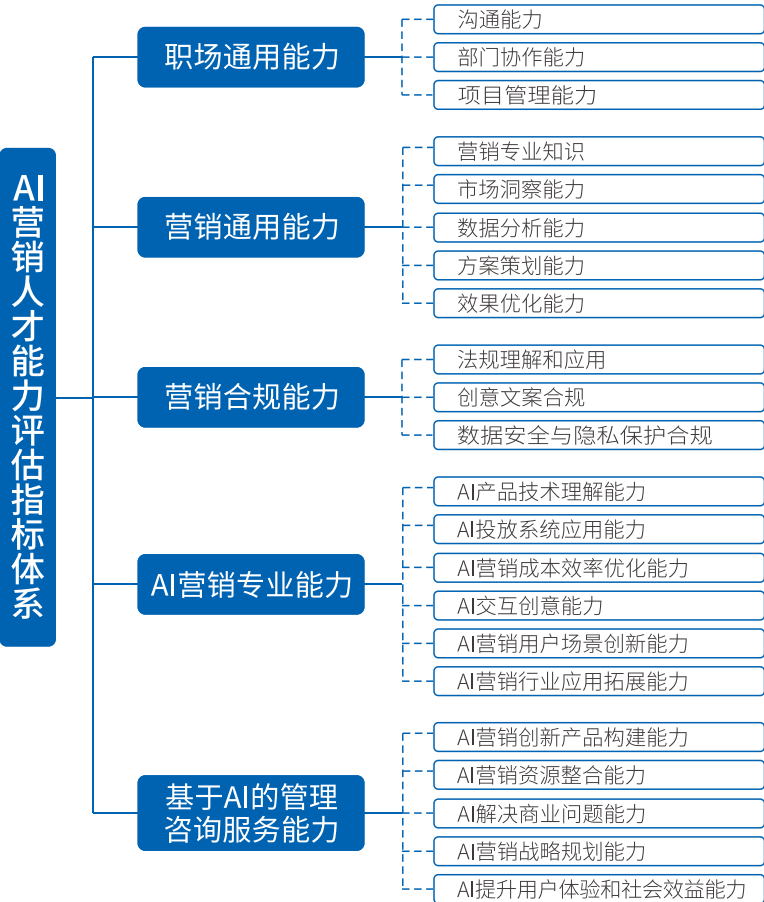 AI营销人才能力评估指标体系
职场通用能力
沟通能力
部门协作能力
项目管理能力
营销通用能力
营销专业知识
市场洞察能力
数据分析能力
方案策划能力
效果优化能力
营销合规能力
法规理解和应用
创意文案合规
数据安全与隐私保护合规
AI营销专业能力
AI产品技术理解能力
AI投放系统应用能力
AI营销成本效率优化能力
AI交互创意能力
AI营销用户场景创新能力
AI营销行业应用拓展能力
基于AI的管理
咨询服务能力
AI营销创新产品构建能力
AI营销资源整合能力
AI解决商业问题能力
AI营销战略规划能力
AI提升用户体验和社会效益能力